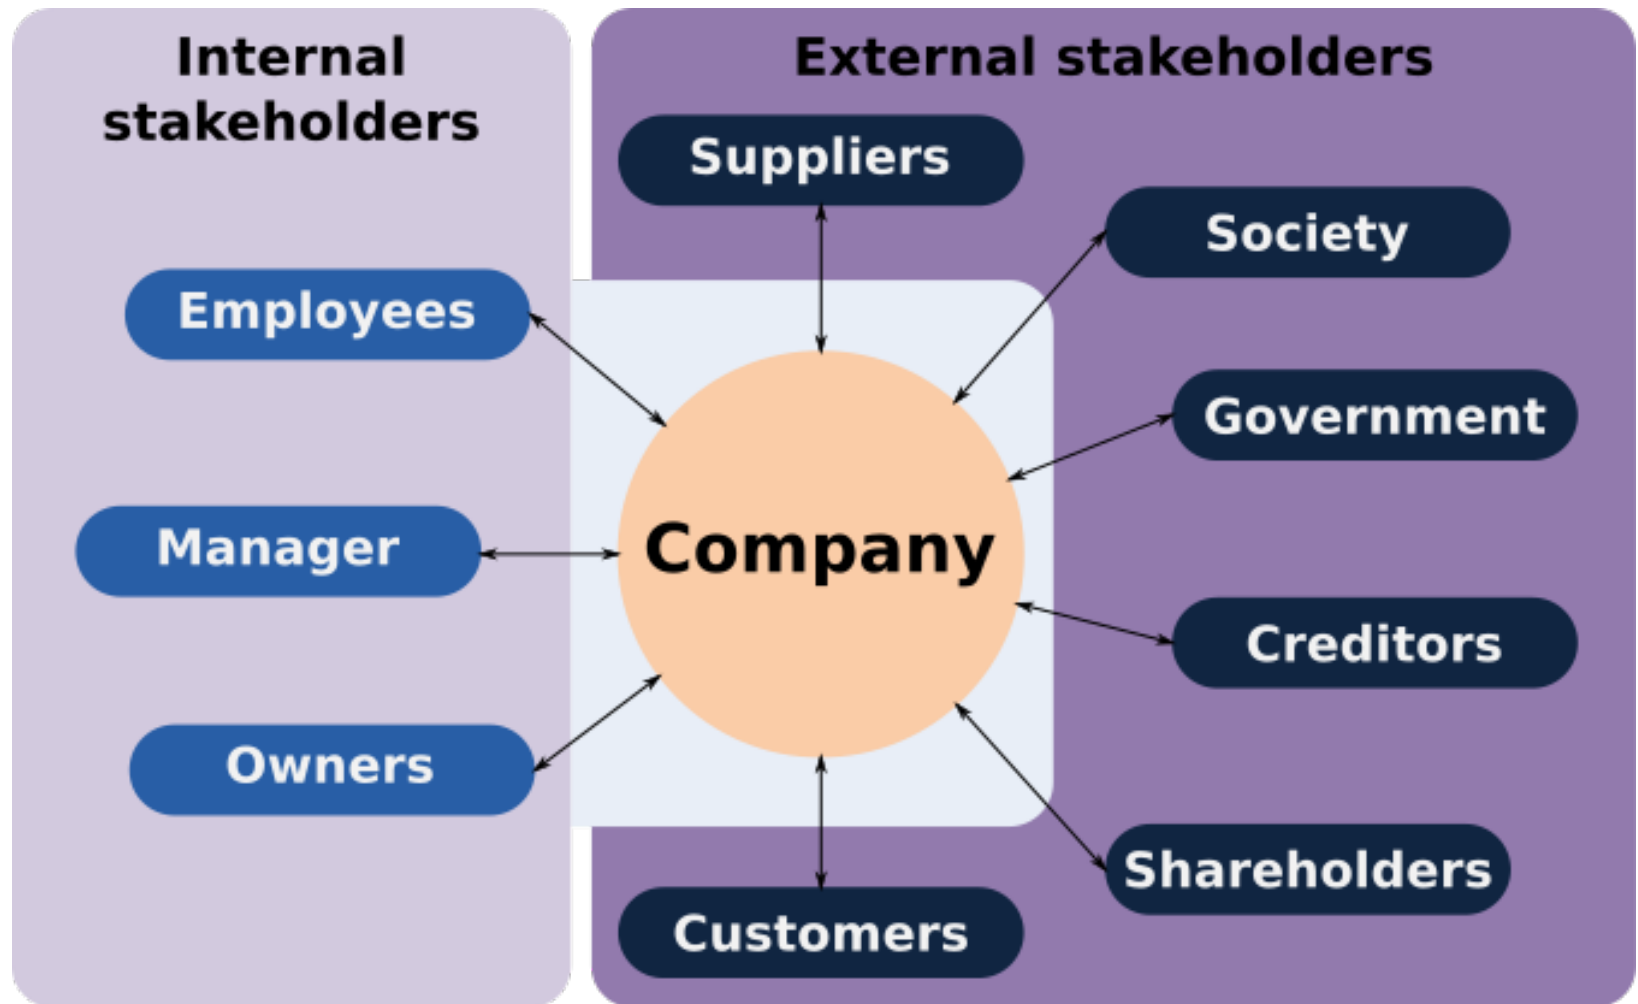 Internal
stakeholders
Employees
Manager
Owners
Company
External stakeholders
Suppliers
Society
Government
Creditors
Shareholders
Customers